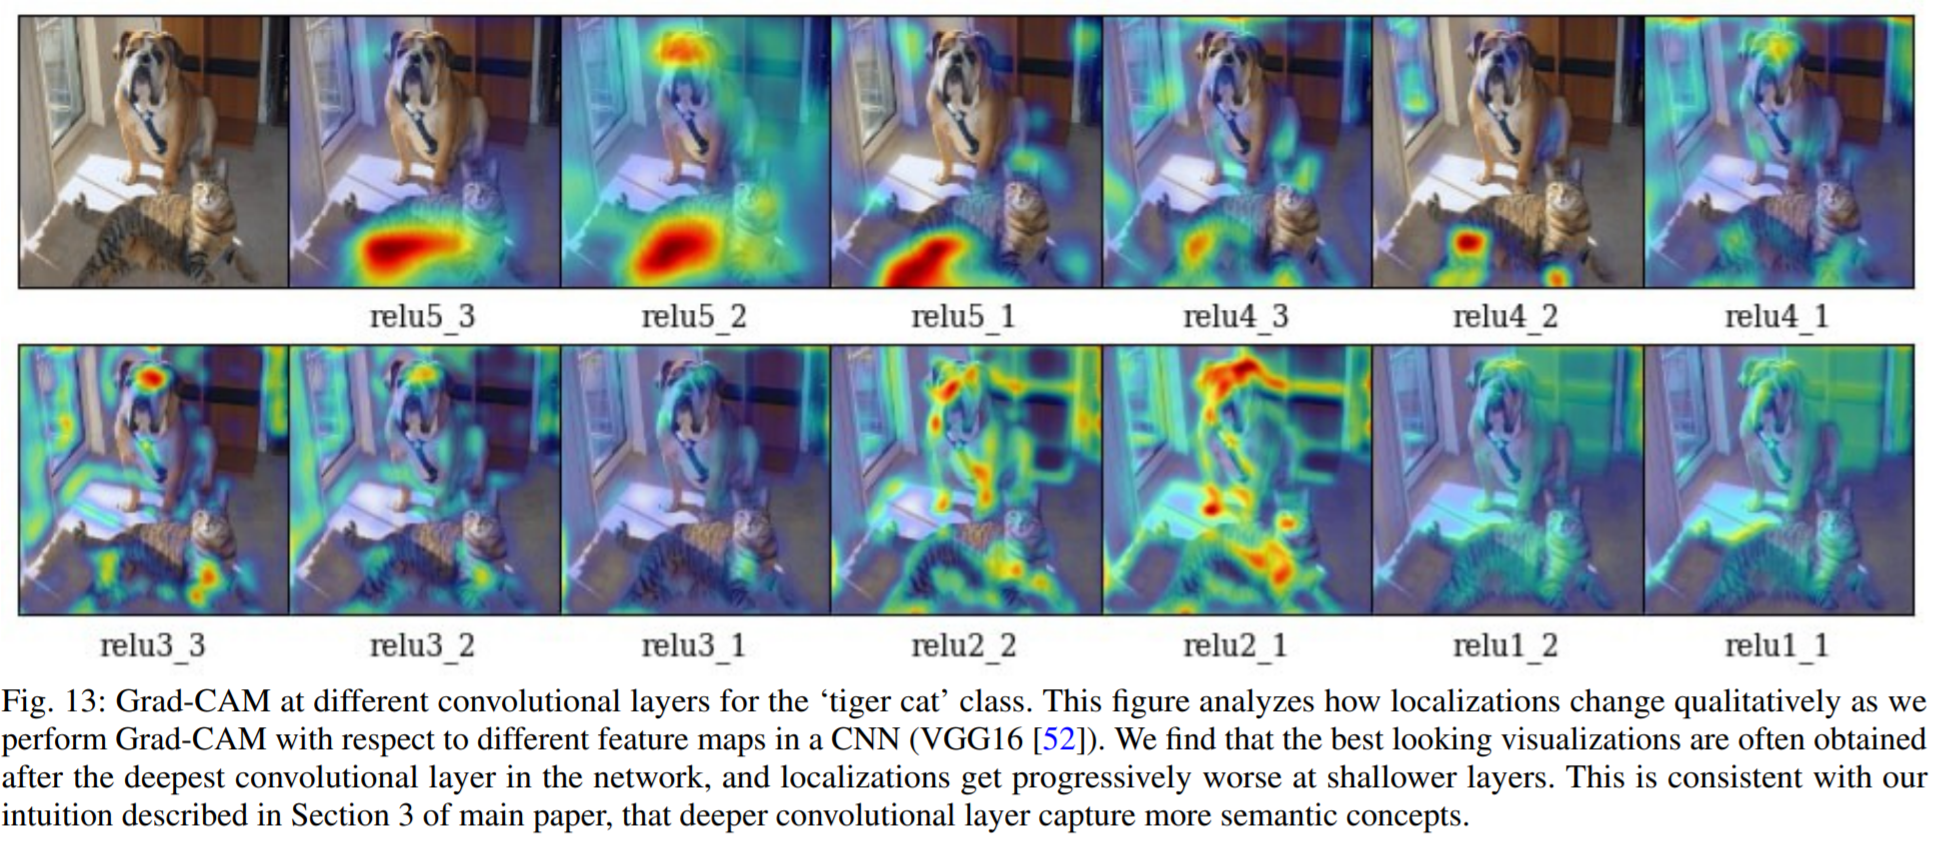 relu5_3 relu5_2 relu5_1 relu4_3 relu4_2 relu4_1
relu3_3 relu3_2 relu3_1 relu2_2 relu2_1 relu1_2 relu1_1
Fig. 13: Grad-CAM at different convolutional layers for the ‘tiger cat’ class. This figure analyzes how localizations change qualitatively as we
perform Grad-CAM with respect to different feature maps in a CNN (VGG16 [52]). We find that the best looking visualizations are often obtained
after the deepest convolutional layer in the network, and localizations get progressively worse at shallower layers. This is consistent with our
intuition described in Section 3 of main paper, that deeper convolutional layer capture more semantic concepts.